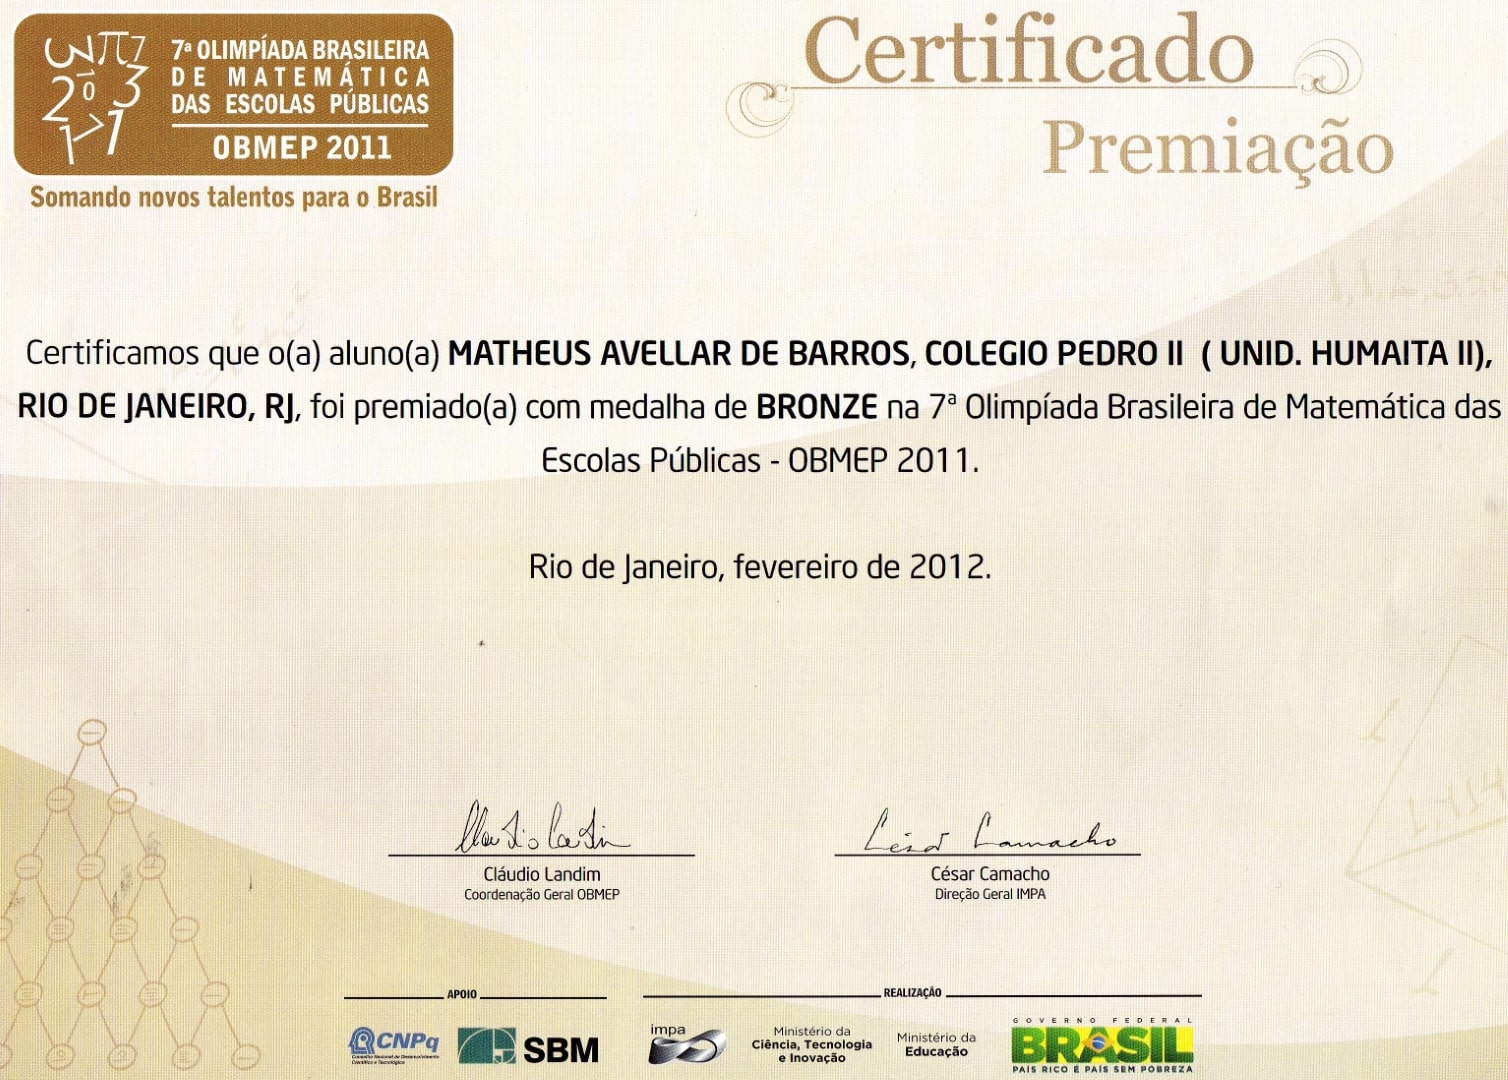 7ª OLIMPÍADA BRASILEIRA
DE MATEMÁTICA
DAS ESCOLAS PÚBLICAS
OBMEP 2011
Somando novos talentos para o Brasil
Certificado
Premiação
Certificamos que o(a) aluno(a) MATHEUS AVELLAR DE BARROS, COLEGIO PEDRO II ( UNID. HUMAITA II),
RIO DE JANEIRO, RJ, foi premiado(a) com medalha de BRONZE na 7ª Olimpíada Brasileira de Matemática das
Escolas Públicas - OBMEP 2011.
Rio de Janeiro, fevereiro de 2012.
César Camacho
Cláudio Landim
Coordenação Geral OBMEP
César Camacho
Direção Geral IMPA
APOIO
REALIZAÇÃO
CNPq
Conselho Nacional de Desenvolvimento
Científico e Tecnológico
SBM
impa
Ministério da
Ciência, Tecnologia
e Inovação
Ministério da
Educação
GOVERNO FEDERAL
BRASIL
PAÍS RICO É PAÍS SEM POBREZA